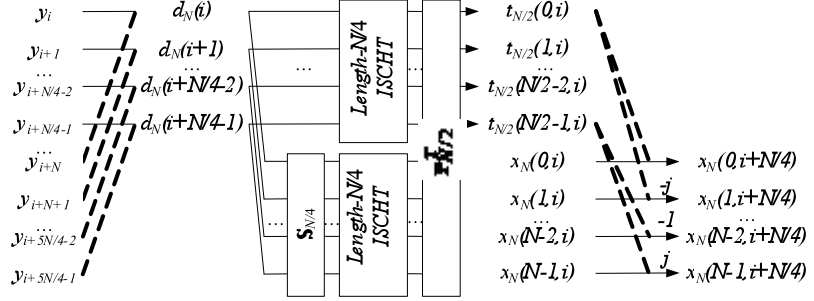 y_i d_N(i) t_{N/2}(0,i)
y_{i+1} d_N(i+1) t_{N/2}(1,i)
... ... ... ... ...
y_{i+N/4-2} d_N(i+N/4-2) t_{N/2}(N/2-2,i)
y_{i+N/4-1} d_N(i+N/4-1) t_{N/2}(N/2-1,i)
Length-N/4
ISCHT
y_{i+N} x_N(0,i) x_N(0,i+N/4)
-j
y_{i+N+1} x_N(1,i) x_N(1,i+N/4)
-1
... ... ... ... ... ...
y_{i+5N/4-2} x_N(N-2,i) x_N(N-2,i+N/4)
j
y_{i+5N/4-1} x_N(N-1,i) x_N(N-1,i+N/4)
S_{N/4}
Length-N/4
ISCHT